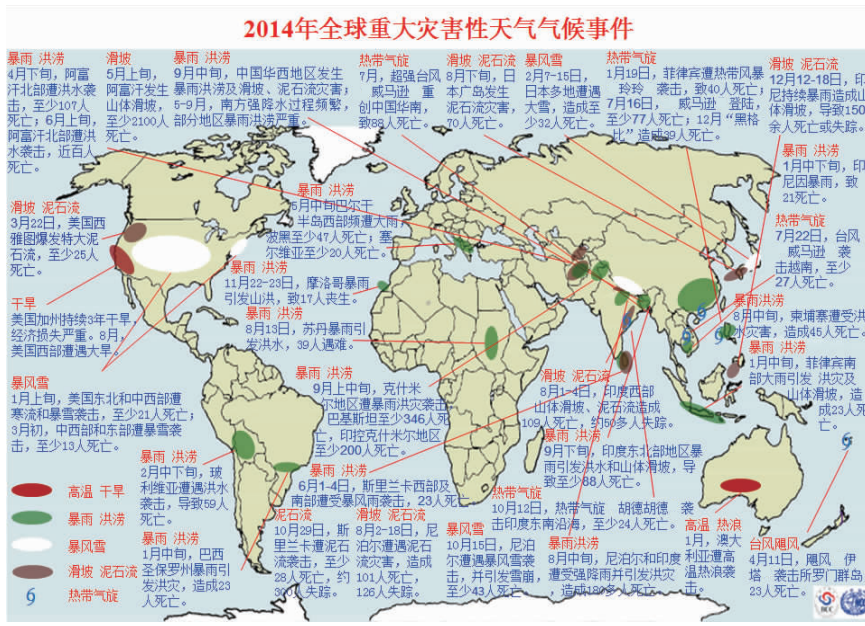 2014年全球重大灾害性天气气候事件
暴雨 洪涝
4月下旬，阿富
汗北部遭洪水袭
击，至少107人
死亡；6月上旬，
阿富汗北部遭洪
水袭击，近百人
死亡。
滑坡
5月上旬，
阿富汗发生
山体滑坡，
至少2100人
死亡。
暴雨 洪涝
9月中旬，中国华西地区发生
暴雨洪涝及滑坡、泥石流灾害；
5-9月，南方强降水过程频繁，
部分地区暴雨洪涝严重。
热带气旋
7月，超强台风
威马逊 重
创中国华南，
致88人死亡。
滑坡 泥石流
8月下旬，日
本广岛发生
泥石流灾害，
70人死亡。
暴风雪
2月7-15日，
日本多地遭遇
大雪，造成至
少32人死亡。
热带气旋
1月19日，菲律宾遭热带风暴
玲玲 袭击，致40人死亡；
7月16日， 威马逊 登陆，
至少77人死亡；12月“黑格
比”造成39人死亡。
滑坡 泥石流
12月12-18日，印
尼持续暴雨造成山
体滑坡，导致150
余人死亡或失踪。
暴雨 洪涝
1月中下旬，印
尼因暴雨，致
21死亡。
热带气旋
7月22日，台风
威马逊 袭
击越南，至少
27人死亡。
暴雨洪涝
8月中旬，柬埔寨遭受洪
水灾害，造成45人死亡。
暴雨 洪涝
1月中旬，菲律宾南
部大雨引发 洪灾及
山体滑坡，造
成23人死亡。
滑坡 泥石流
3月22日，美国西
雅图爆发特大泥
石流，至少25人
死亡。
干旱
美国加州持续3年干旱，
经济损失严重。8月，
美国西部遭遇大旱。
暴风雪
1月上旬，美国东北和中西部遭
寒流和暴雪袭击，至少21人死亡；
3月初，中西部和东部遭暴雪袭
击，至少13人死亡。
暴雨 洪涝
5月中旬巴尔干
半岛西部频遭大雨，
波黑至少47人死亡；塞
尔维亚至少20人死亡。
暴雨 洪涝
11月22-23日，摩洛哥暴雨
引发山洪，致17人丧生。
暴雨 洪涝
8月13日，苏丹暴雨引
发洪水，39人遇难。
暴雨 洪涝
9月上中旬，克什米
尔地区遭暴雨洪灾袭击，
巴基斯坦至少346人死
亡，印控克什米尔地区
至少200人死亡。
滑坡 泥石流
8月1-4日，印度西部
山体滑坡、泥石流造成
109人死亡，约50多人失踪。
暴雨 洪涝
9月下旬，印度东北部地区暴
雨引发洪水和山体滑坡，导
致至少88人死亡。
暴雨 洪涝
2月中下旬，玻
利维亚遭遇洪水
袭击，导致59人
死亡。
暴雨 洪涝
6月1-4日，斯里兰卡西部及
南部遭受暴风雨袭击，23人死亡。
热带气旋
10月12日，热带气旋 胡德胡德 袭
击印度东南沿海，至少24人死亡。
高温 干旱
暴雨 洪涝
暴风雪
滑坡 泥石流
热带气旋
暴雨 洪涝
1月中旬，巴西
圣保罗州暴雨引
发洪灾，造成23
人死亡。
泥石流
10月29日，斯
里兰卡遭泥石
流袭击，至少
28人死亡，约
300人失踪。
滑坡 泥石流
8月2-18日，尼
泊尔遭遇泥石
流灾害，造成
101人死亡，
126人失踪。
暴风雪
10月15日，尼泊
尔遭遇暴风雪袭
击，并引发雪崩，
至少43人死亡。
暴雨洪涝
8月中旬，尼泊尔和印度
遭受强降雨并引发洪灾
，造成180多人死亡。
高温 热浪
1月，澳大
利亚遭高
温热浪袭
击。
台风飓风
4月11日，飓风 伊
塔 袭击所罗门群岛，
23人死亡。